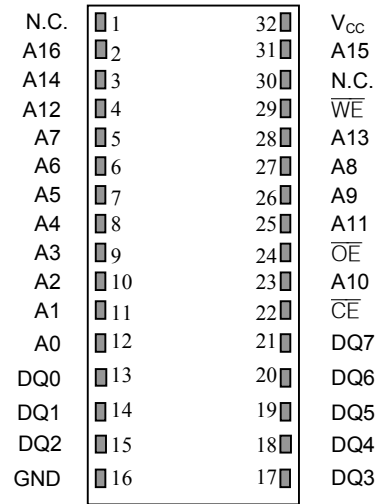 N.C. 1 32 VCC
A16 2 31 A15
A14 3 30 N.C.
A12 4 29 W̅E̅
A7 5 28 A13
A6 6 27 A8
A5 7 26 A9
A4 8 25 A11
A3 9 24 O̅E̅
A2 10 23 A10
A1 11 22 C̅E̅
A0 12 21 DQ7
DQ0 13 20 DQ6
DQ1 14 19 DQ5
DQ2 15 18 DQ4
GND 16 17 DQ3